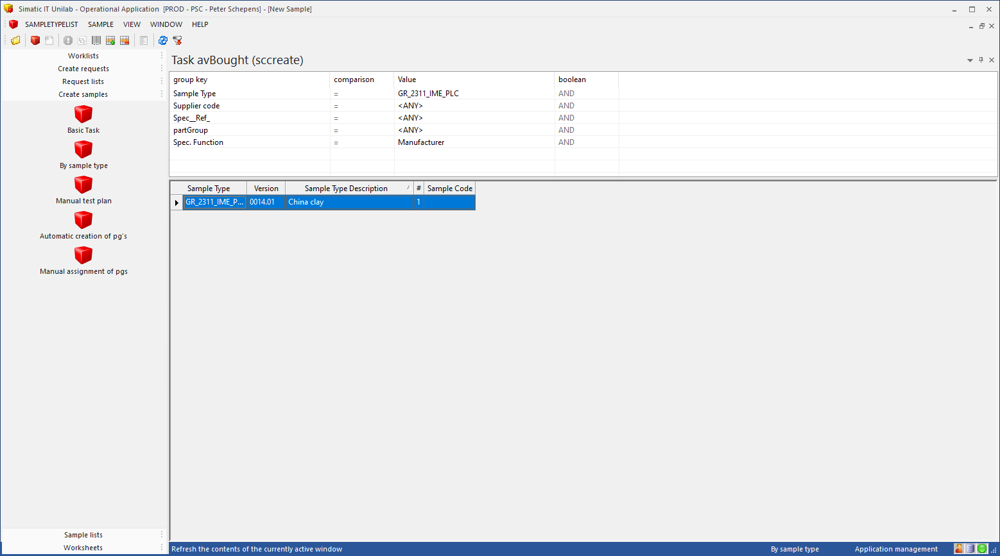 Simatic IT Unilab - Operational Application [PROD - PSC - Peter Schepens] - [New Sample]
SAMPLETYPELIST SAMPLE VIEW WINDOW HELP
Worklists
Create requests
Request lists
Create samples
Basic Task
By sample type
Manual test plan
Automatic creation of pg's
Manual assignment of pgs
Sample lists
Worksheets
Task avBought (sccreate)
group key comparison Value boolean
Sample Type = GR_2311_IME_PLC AND
Supplier code = <ANY> AND
Spec__Ref_ = <ANY> AND
partGroup = <ANY> AND
Spec. Function = Manufacturer AND
Sample Type Version Sample Type Description # Sample Code
GR_2311_IME_P... 0014.01 China clay 1
Refresh the contents of the currently active window By sample type Application management